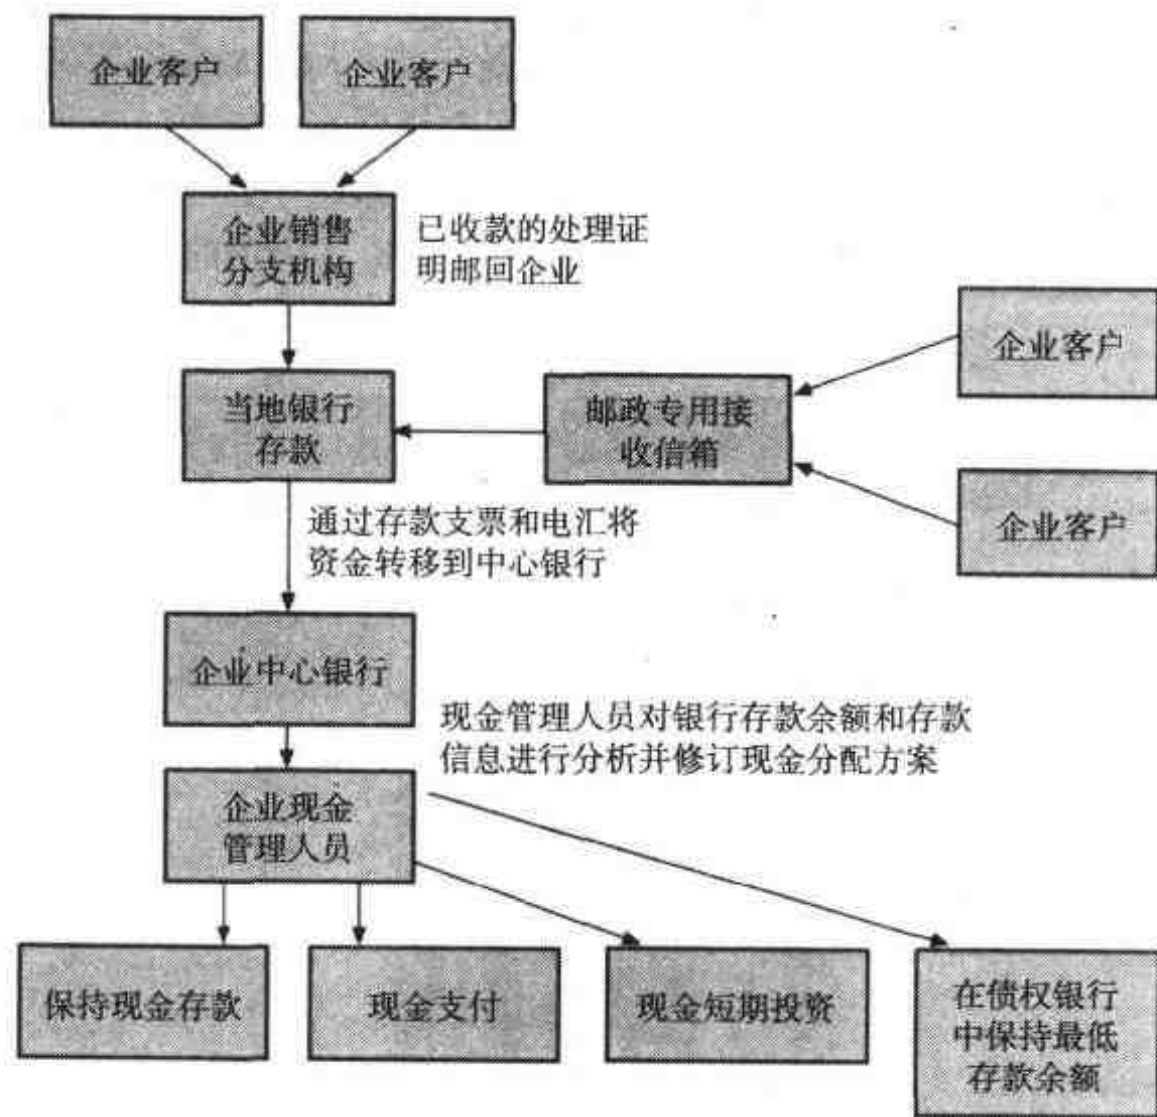 企业客户
企业客户
企业销售
分支机构
已收款的处理证
明邮回企业
企业客户
当地银行
存款
邮政专用接
收信箱
企业客户
通过存款支票和电汇将
资金转移到中心银行
企业中心银行
现金管理人员对银行存款余额和存款
信息进行分析并修订现金分配方案
企业现金
管理人员
保持现金存款
现金支付
现金短期投资
在债权银行
中保持最低
存款余额